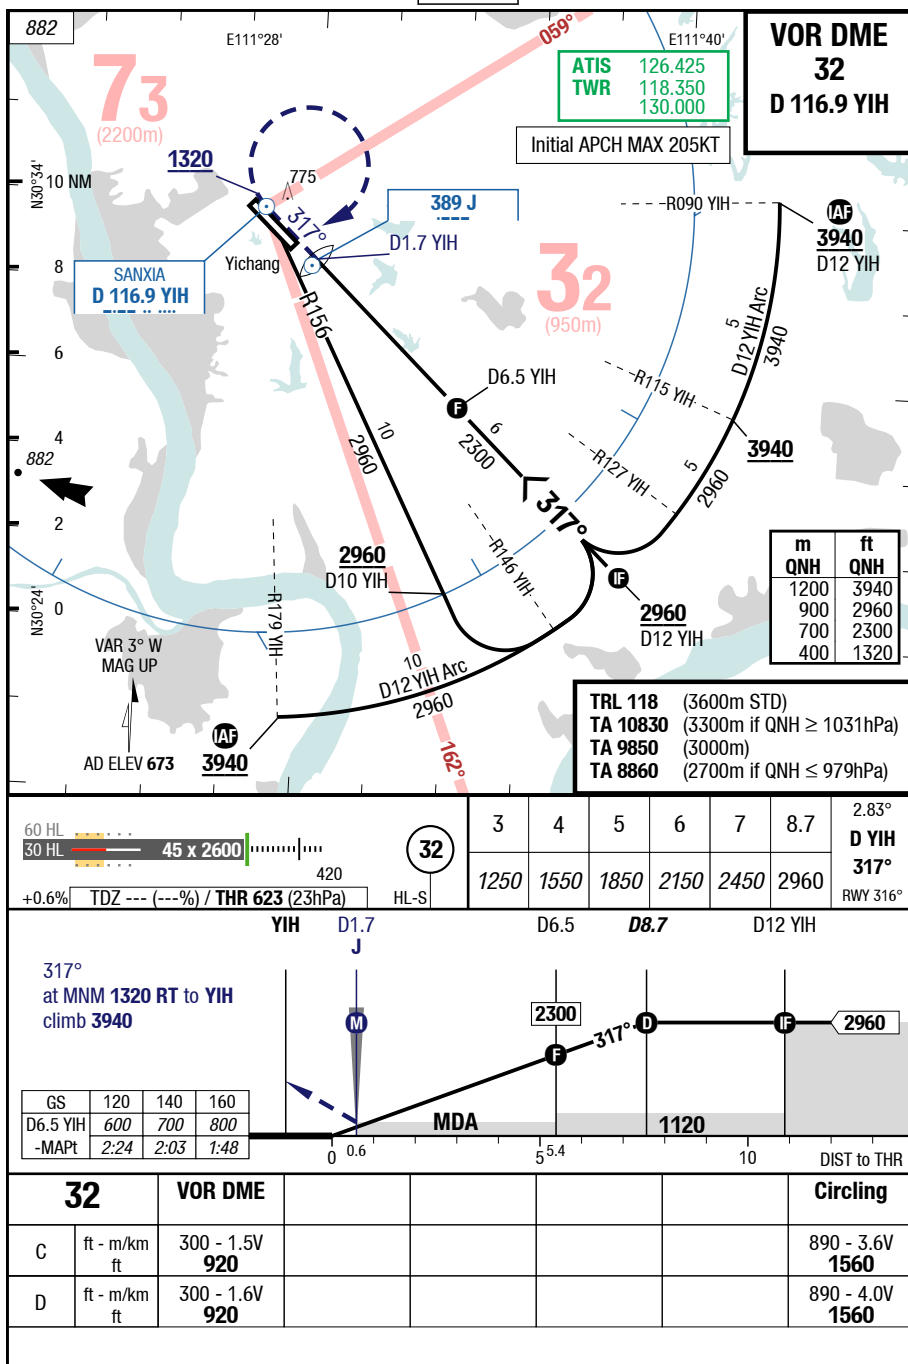 882
E111°28'
059°
E111°40'
VOR DME
32
D 116.9 YIH
ATIS 126.425
TWR 118.350
130.000
Initial APCH MAX 205KT
73
(2200m)
1320
775
317°
389 J
D1.7 YIH
N30°34'
10 NM
R090 YIH
IAF
3940
D12 YIH
SANXIA
D 116.9 YIH
Yichang
8
32
(950m)
R156
D12 YIH Arc
5
3940
6
D6.5 YIH
F
R115 YIH
10
2960
6
2300
3940
4
882
R127 YIH
5
2960
2
317°
2960
D10 YIH
R146 YIH
m ft
QNH QNH
1200 3940
900 2960
700 2300
400 1320
N30°24'
0
R179 YIH
IF
2960
D12 YIH
VAR 3° W
MAG UP
10
D12 YIH Arc
2960
AD ELEV 673
IAF
3940
162°
TRL 118 (3600m STD)
TA 10830 (3300m if QNH ≥ 1031hPa)
TA 9850 (3000m)
TA 8860 (2700m if QNH ≤ 979hPa)
60 HL
30 HL
45 x 2600
420
32
HL-S
+0.6%
TDZ --- (---%) / THR 623 (23hPa)
3 4 5 6 7 8.7
1250 1550 1850 2150 2450 2960
2.83°
D YIH
317°
RWY 316°
YIH D1.7 D6.5 D8.7 D12 YIH
J
317°
at MNM 1320 RT to YIH
climb 3940
M
2300
F
317°
D
IF
2960
MDA
1120
GS 120 140 160
D6.5 YIH 600 700 800
-MAPt 2:24 2:03 1:48
0 0.6 5 5.4 10 DIST to THR
32 VOR DME Circling
C ft - m/km 300 - 1.5V 890 - 3.6V
ft 920 1560
D ft - m/km 300 - 1.6V 890 - 4.0V
ft 920 1560